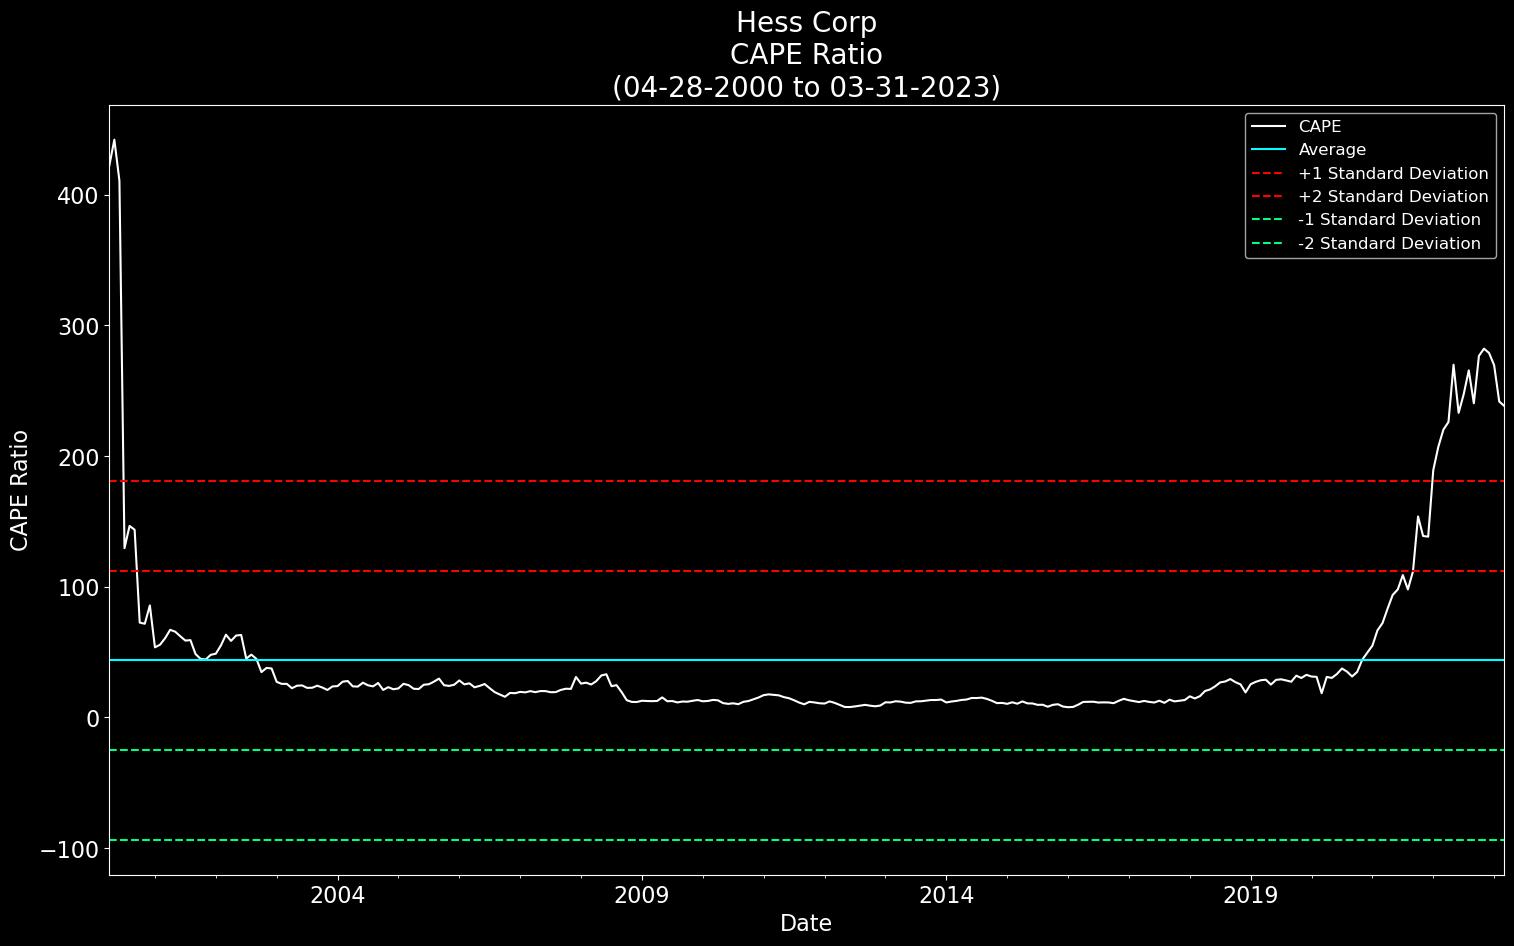 Hess Corp
CAPE Ratio
(04-28-2000 to 03-31-2023)
CAPE
Average
+1 Standard Deviation
+2 Standard Deviation
-1 Standard Deviation
-2 Standard Deviation
CAPE Ratio
400
300
200
100
0
−100
2004
2009
2014
2019
Date